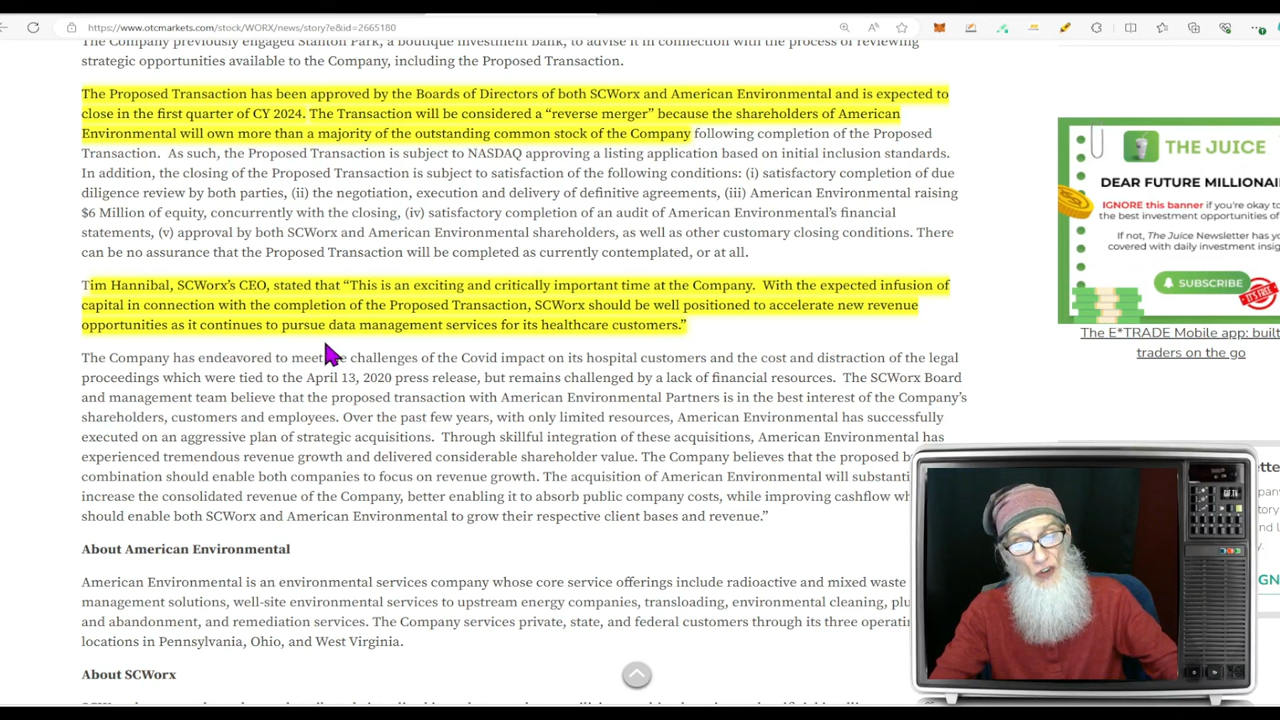 https://www.otcmarkets.com/stock/WORX/news/story?e&id=2665180
The Company previously engaged Stanton Park, a boutique investment bank, to advise it in connection with the process of reviewing
strategic opportunities available to the Company, including the Proposed Transaction.
The Proposed Transaction has been approved by the Boards of Directors of both SCWorx and American Environmental and is expected to
close in the first quarter of CY 2024. The Transaction will be considered a “reverse merger” because the shareholders of American
Environmental will own more than a majority of the outstanding common stock of the Company following completion of the Proposed
Transaction. As such, the Proposed Transaction is subject to NASDAQ approving a listing application based on initial inclusion standards.
In addition, the closing of the Proposed Transaction is subject to satisfaction of the following conditions: (i) satisfactory completion of due
diligence review by both parties, (ii) the negotiation, execution and delivery of definitive agreements, (iii) American Environmental raising
$6 Million of equity, concurrently with the closing, (iv) satisfactory completion of an audit of American Environmental’s financial
statements, (v) approval by both SCWorx and American Environmental shareholders, as well as other customary closing conditions. There
can be no assurance that the Proposed Transaction will be completed as currently contemplated, or at all.
Tim Hannibal, SCWorx’s CEO, stated that “This is an exciting and critically important time at the Company. With the expected infusion of
capital in connection with the completion of the Proposed Transaction, SCWorx should be well positioned to accelerate new revenue
opportunities as it continues to pursue data management services for its healthcare customers.”
The Company has endeavored to meet challenges of the Covid impact on its hospital customers and the cost and distraction of the legal
proceedings which were tied to the April 13, 2020 press release, but remains challenged by a lack of financial resources. The SCWorx Board
and management team believe that the proposed transaction with American Environmental Partners is in the best interest of the Company’s
shareholders, customers and employees. Over the past few years, with only limited resources, American Environmental has successfully
executed on an aggressive plan of strategic acquisitions. Through skillful integration of these acquisitions, American Environmental has
experienced tremendous revenue growth and delivered considerable shareholder value. The Company believes that the proposed b
combination should enable both companies to focus on revenue growth. The acquisition of American Environmental will substanti
increase the consolidated revenue of the Company, better enabling it to absorb public company costs, while improving cashflow wh
should enable both SCWorx and American Environmental to grow their respective client bases and revenue.”
About American Environmental
American Environmental is an environmental services company whose core service offerings include radioactive and mixed waste
management solutions, well-site environmental services to upstream energy companies, transloading, environmental cleaning, plu
and abandonment, and remediation services. The Company services private, state, and federal customers through its three operatin
locations in Pennsylvania, Ohio, and West Virginia.
About SCWorx
THE JUICE
DEAR FUTURE MILLIONAI
IGNORE this banner if you're okay to
the best investment opportunities of
If not, The Juice Newsletter has yo
covered with daily investment insig
SUBSCRIBE
IT'S FREE
The E*TRADE Mobile app: built
traders on the go